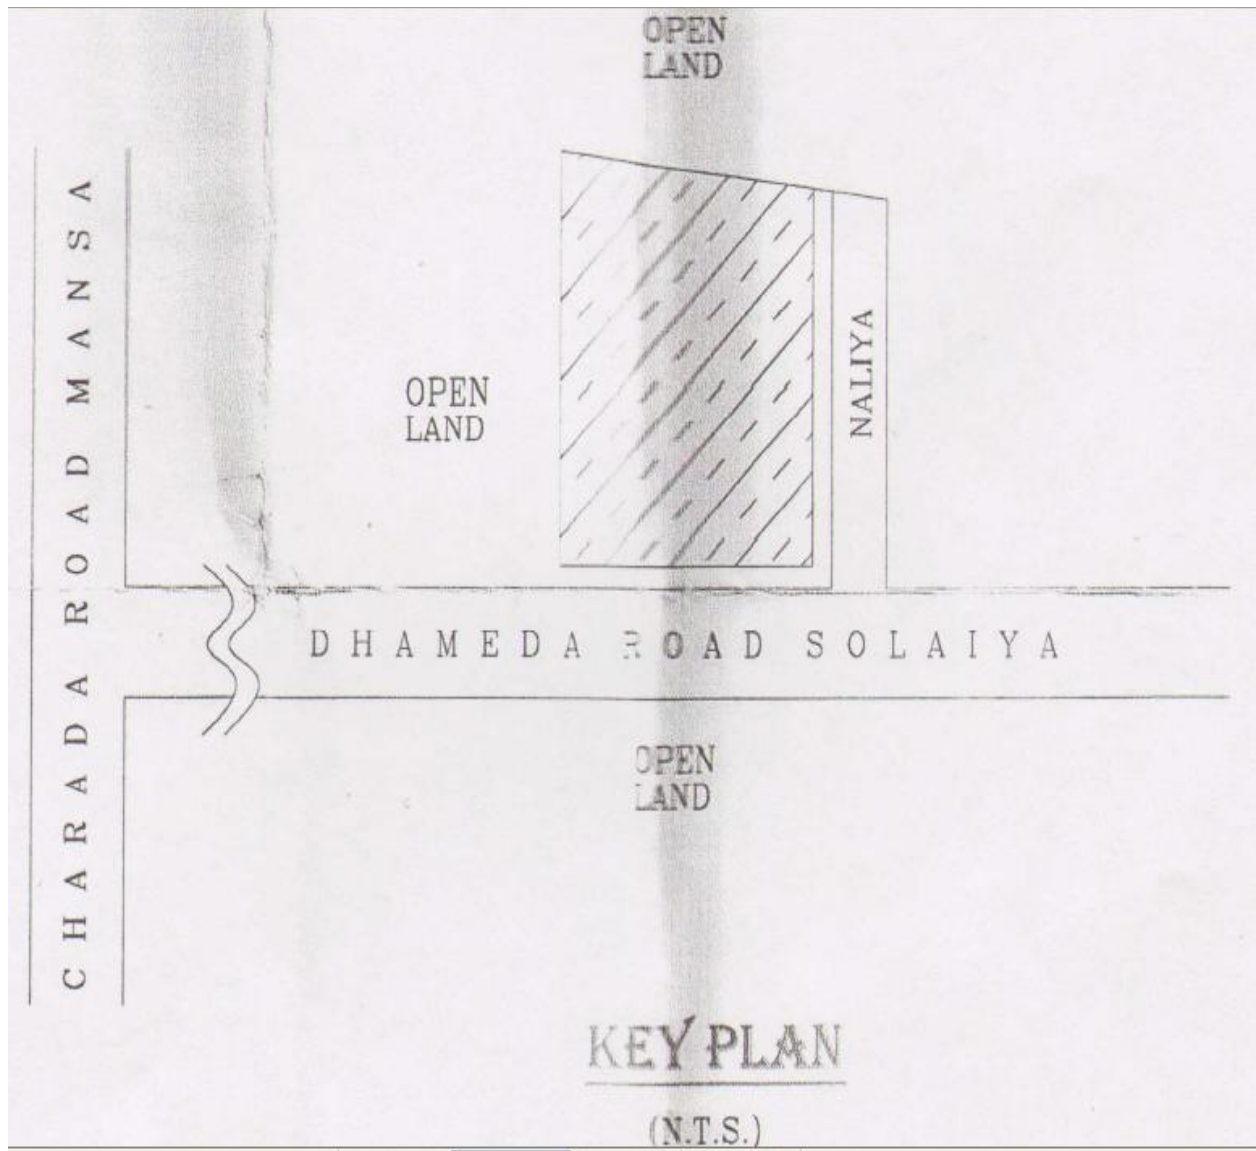 OPEN
LAND
CHARADA ROAD MANSA
OPEN
LAND
NALIYA
DHAMEDA ROAD SOLAIYA
OPEN
LAND
KEY PLAN
(N.T.S.)